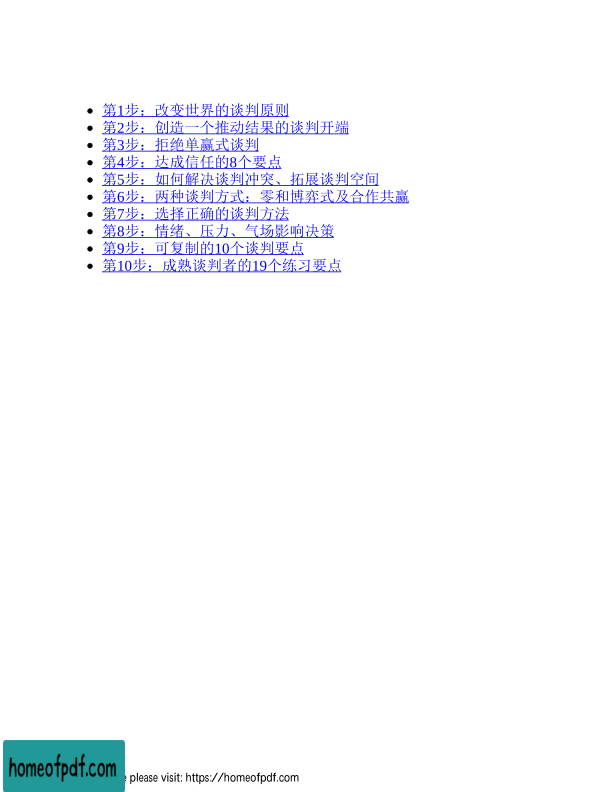 第1步：改变世界的谈判原则
第2步：创造一个推动结果的谈判开端
第3步：拒绝单赢式谈判
第4步：达成信任的8个要点
第5步：如何解决谈判冲突、拓展谈判空间
第6步：两种谈判方式：零和博弈式及合作共赢
第7步：选择正确的谈判方法
第8步：情绪、压力、气场影响决策
第9步：可复制的10个谈判要点
第10步：成熟谈判者的19个练习要点
homeofpdf.com
please visit: https://homeofpdf.com